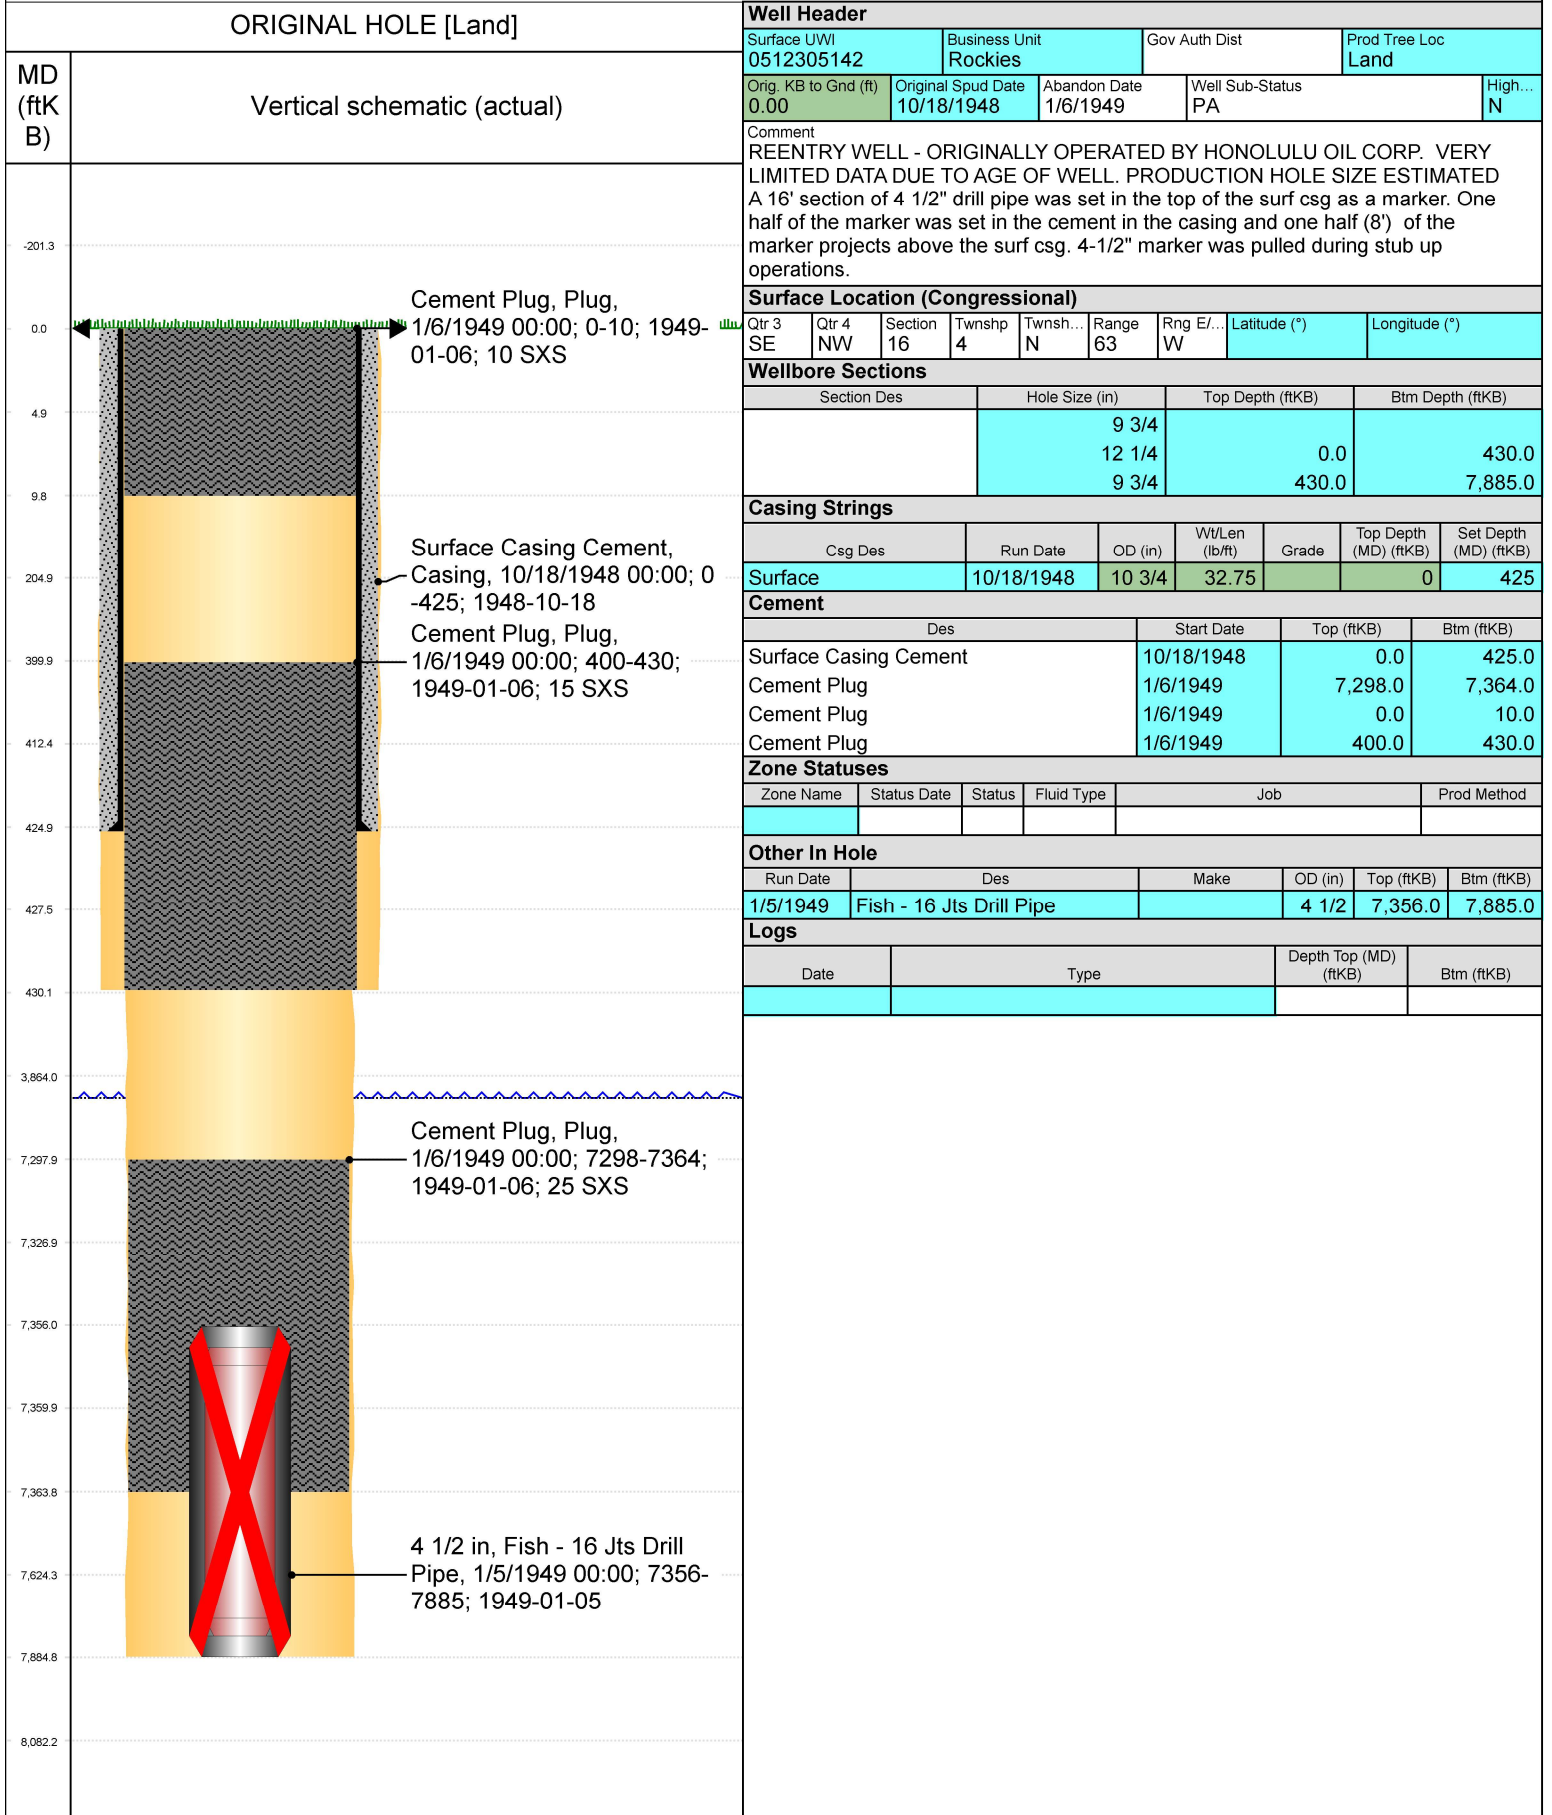 ORIGINAL HOLE [Land]
MD
(ftK
B)
Vertical schematic (actual)
-201.3
0.0
4.9
9.8
204.9
399.9
412.4
424.9
427.5
430.1
3,864.0
7,297.9
7,326.9
7,356.0
7,359.9
7,363.8
7,624.3
7,884.8
8,082.2
Cement Plug, Plug,
1/6/1949 00:00; 0-10; 1949-
01-06; 10 SXS
Surface Casing Cement,
Casing, 10/18/1948 00:00; 0
-425; 1948-10-18
Cement Plug, Plug,
1/6/1949 00:00; 400-430;
1949-01-06; 15 SXS
Cement Plug, Plug,
1/6/1949 00:00; 7298-7364;
1949-01-06; 25 SXS
4 1/2 in, Fish - 16 Jts Drill
Pipe, 1/5/1949 00:00; 7356-
7885; 1949-01-05
Well Header
Surface UWI Business Unit Gov Auth Dist Prod Tree Loc
0512305142 Rockies Land
Orig. KB to Gnd (ft) Original Spud Date Abandon Date Well Sub-Status High...
0.00 10/18/1948 1/6/1949 PA N
Comment
REENTRY WELL - ORIGINALLY OPERATED BY HONOLULU OIL CORP. VERY
LIMITED DATA DUE TO AGE OF WELL. PRODUCTION HOLE SIZE ESTIMATED
A 16' section of 4 1/2" drill pipe was set in the top of the surf csg as a marker. One
half of the marker was set in the cement in the casing and one half (8') of the
marker projects above the surf csg. 4-1/2" marker was pulled during stub up
operations.
Surface Location (Congressional)
Qtr 3 Qtr 4 Section Twnshp Twnsh... Range Rng E/... Latitude (°) Longitude (°)
SE NW 16 4 N 63 W
Wellbore Sections
Section Des Hole Size (in) Top Depth (ftKB) Btm Depth (ftKB)
9 3/4
12 1/4 0.0 430.0
9 3/4 430.0 7,885.0
Casing Strings
Csg Des Run Date OD (in) Wt/Len (lb/ft) Grade Top Depth (MD) (ftKB) Set Depth (MD) (ftKB)
Surface 10/18/1948 10 3/4 32.75 0 425
Cement
Des Start Date Top (ftKB) Btm (ftKB)
Surface Casing Cement 10/18/1948 0.0 425.0
Cement Plug 1/6/1949 7,298.0 7,364.0
Cement Plug 1/6/1949 0.0 10.0
Cement Plug 1/6/1949 400.0 430.0
Zone Statuses
Zone Name Status Date Status Fluid Type Job Prod Method
Other In Hole
Run Date Des Make OD (in) Top (ftKB) Btm (ftKB)
1/5/1949 Fish - 16 Jts Drill Pipe 4 1/2 7,356.0 7,885.0
Logs
Date Type Depth Top (MD) (ftKB) Btm (ftKB)